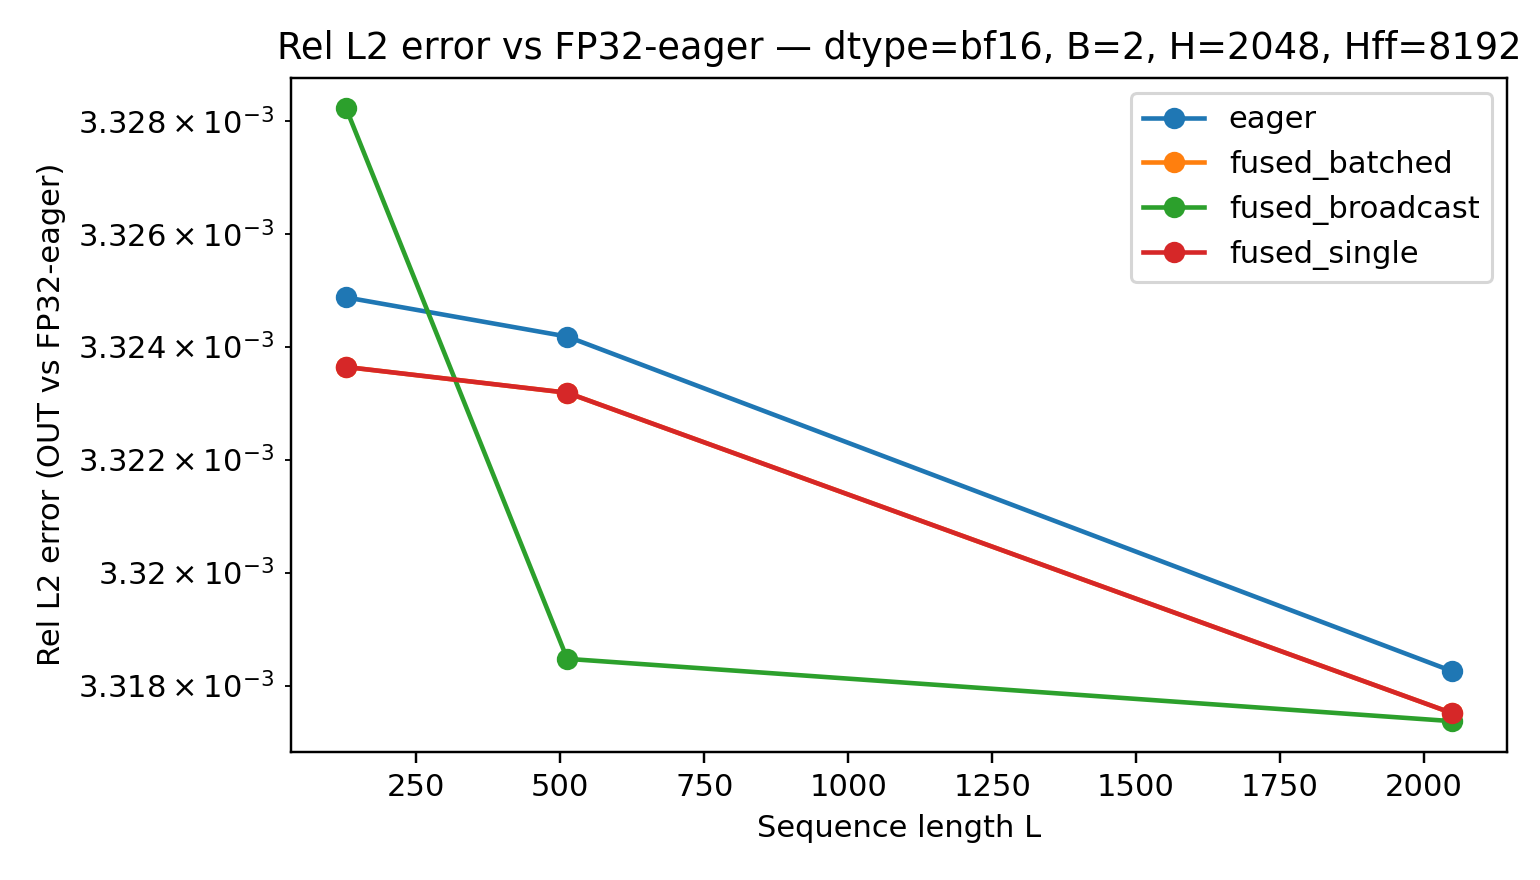 Rel L2 error vs FP32-eager — dtype=bf16, B=2, H=2048, Hff=8192
Rel L2 error (OUT vs FP32-eager)
3.328 × 10⁻³
3.326 × 10⁻³
3.324 × 10⁻³
3.322 × 10⁻³
3.32 × 10⁻³
3.318 × 10⁻³
eager
fused_batched
fused_broadcast
fused_single
250 500 750 1000 1250 1500 1750 2000
Sequence length L